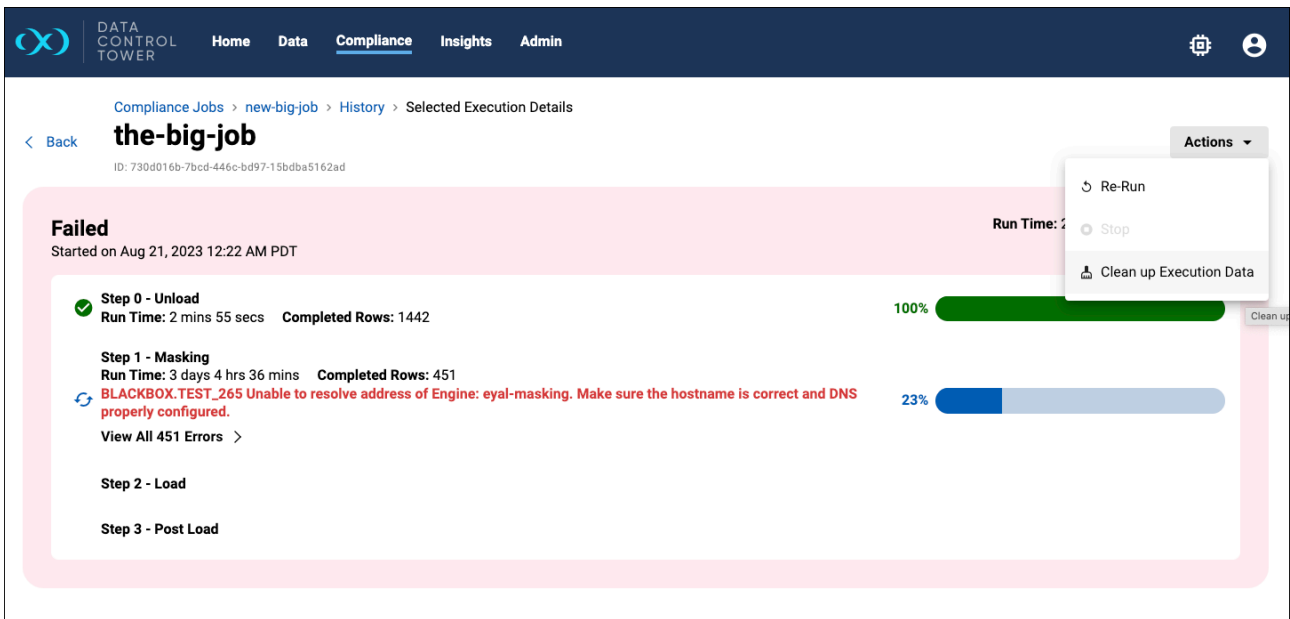 DATA
CONTROL
TOWER
Home Data Compliance Insights Admin
Compliance Jobs > new-big-job > History > Selected Execution Details
< Back
the-big-job
ID: 730d016b-7bcd-446c-bd97-15bdba5162ad
Actions
Re-Run
Stop
Clean up Execution Data
Clean up
Failed
Started on Aug 21, 2023 12:22 AM PDT
Run Time:
Step 0 - Unload
Run Time: 2 mins 55 secs Completed Rows: 1442
100%
Step 1 - Masking
Run Time: 3 days 4 hrs 36 mins Completed Rows: 451
BLACKBOX.TEST_265 Unable to resolve address of Engine: eyal-masking. Make sure the hostname is correct and DNS
properly configured.
23%
View All 451 Errors >
Step 2 - Load
Step 3 - Post Load